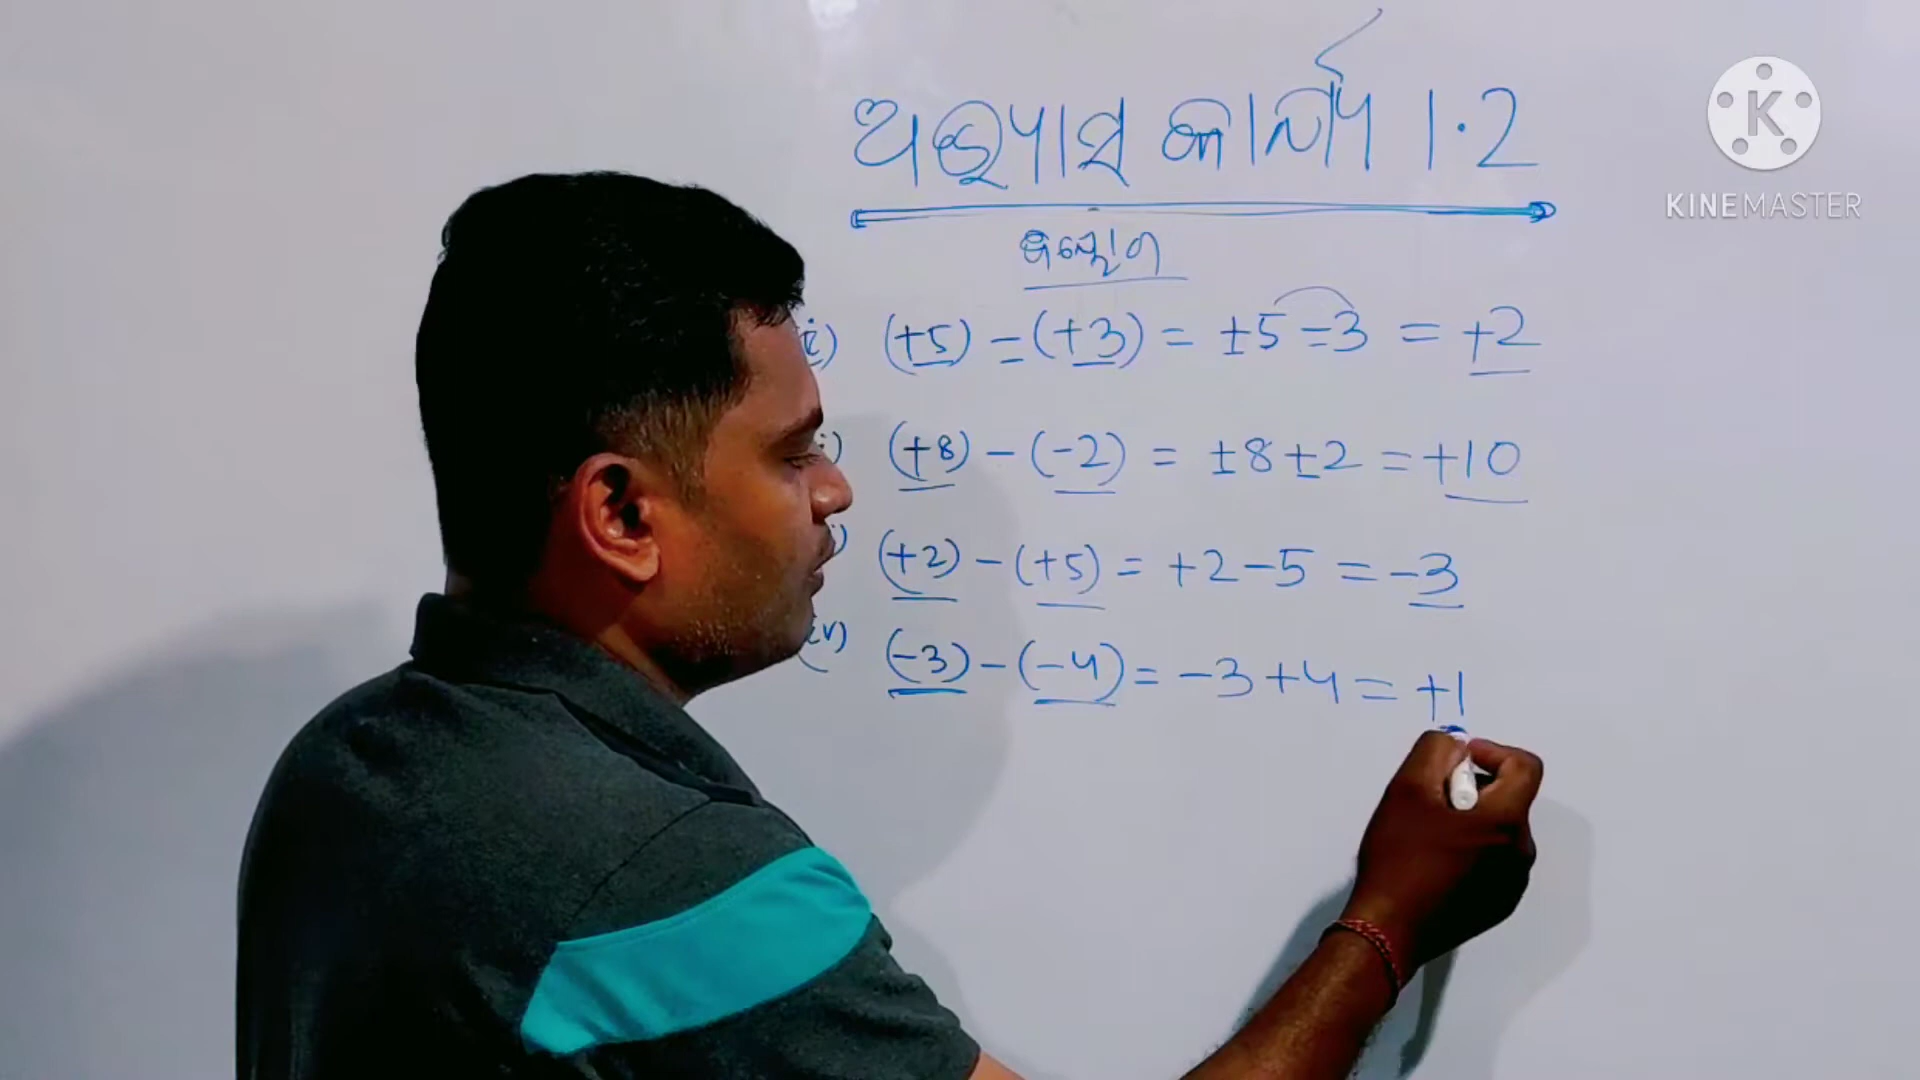 ଅଭ୍ୟାସ କାର୍ଯ୍ୟ 1.2
K
KINEMASTER
ବିୟୋଗ
i) (+5) - (+3) = +5 - 3 = +2
(+8) - (-2) = +8 + 2 = +10
(+2) - (+5) = +2 - 5 = -3
iv) (-3) - (-4) = -3 + 4 = +1